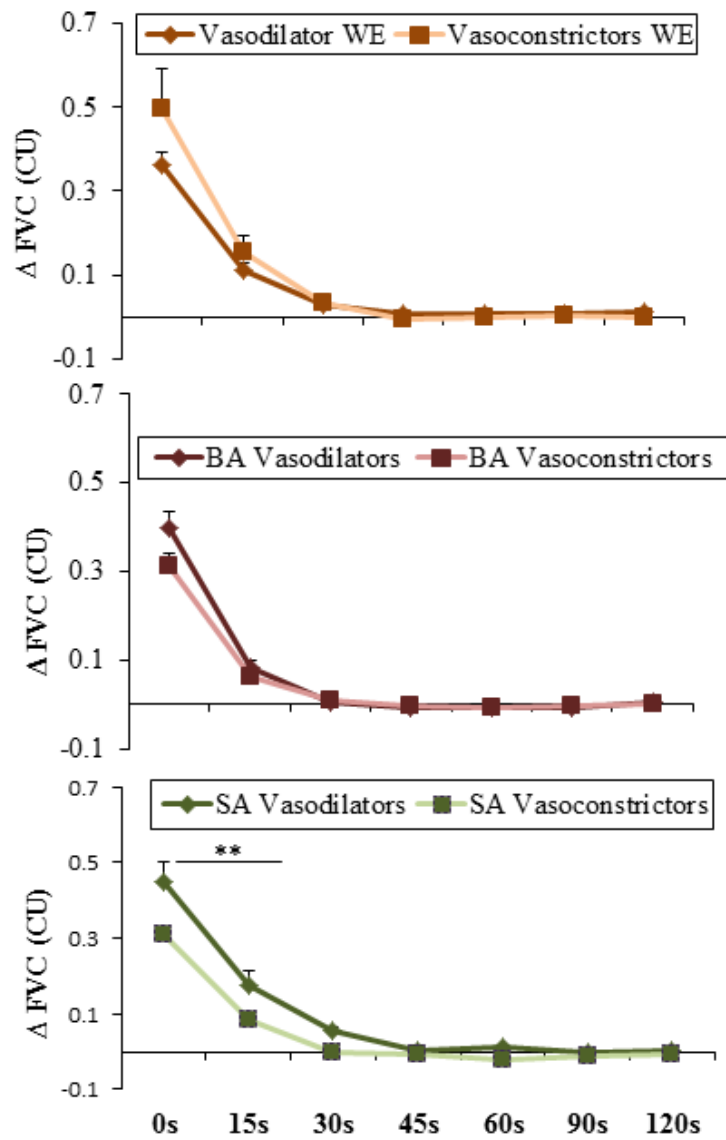 0.7
Vasodilator WE Vasoconstrictors WE
0.5
0.3
0.1
-0.1
Δ FVC (CU)
0.7
BA Vasodilators BA Vasoconstrictors
0.5
0.3
0.1
-0.1
Δ FVC (CU)
0.7
SA Vasodilators SA Vasoconstrictors
**
0.5
0.3
0.1
-0.1
Δ FVC (CU)
0s 15s 30s 45s 60s 90s 120s